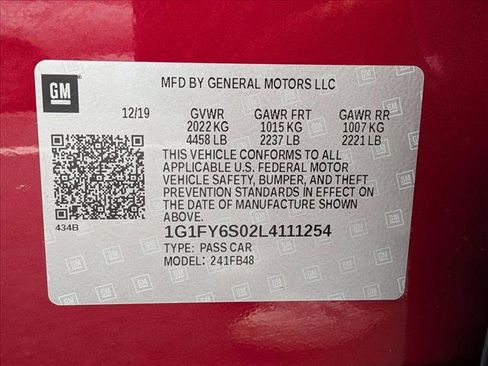 GM
MFD BY GENERAL MOTORS LLC
12/19 GVWR GAWR FRT GAWR RR
2022 KG 1015 KG 1007 KG
4458 LB 2237 LB 2221 LB
THIS VEHICLE CONFORMS TO ALL
APPLICABLE U.S. FEDERAL MOTOR
VEHICLE SAFETY, BUMPER, AND THEFT
PREVENTION STANDARDS IN EFFECT ON
THE DATE OF MANUFACTURE SHOWN
ABOVE.
434B
1G1FY6S02L4111254
TYPE: PASS CAR
MODEL: 241FB48